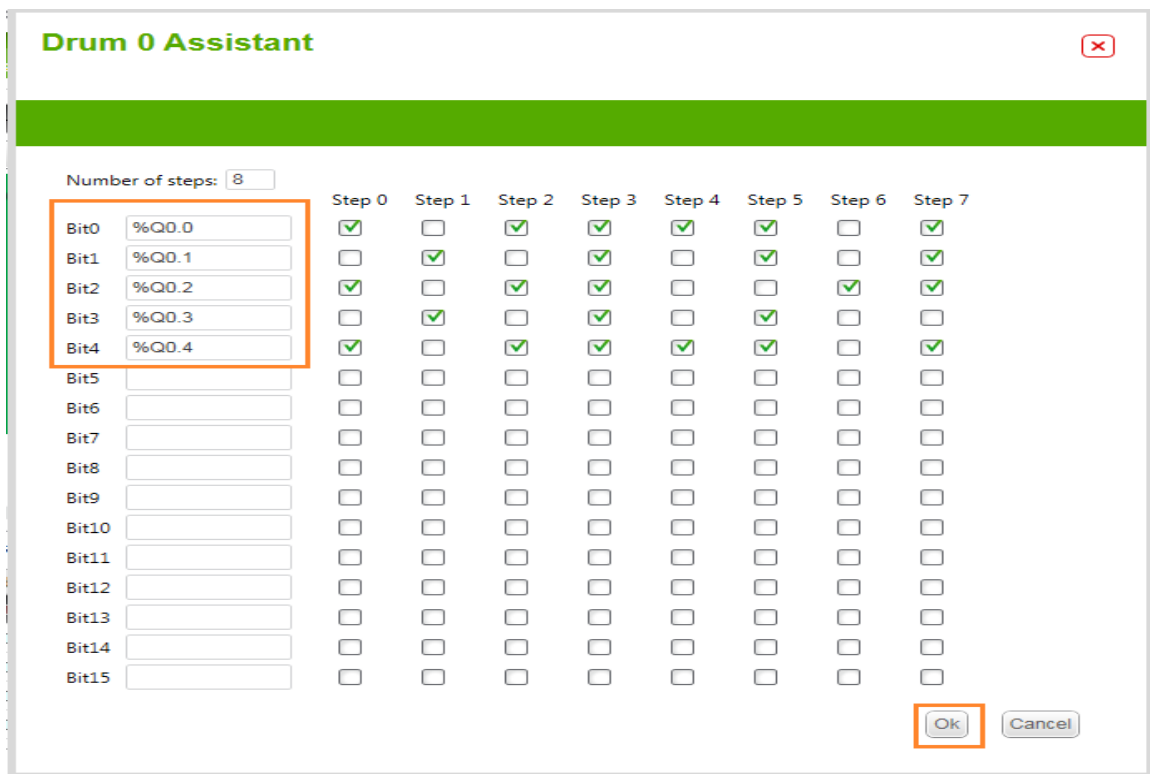 Drum 0 Assistant
Number of steps: 8
Step 0 Step 1 Step 2 Step 3 Step 4 Step 5 Step 6 Step 7
Bit0 %Q0.0
Bit1 %Q0.1
Bit2 %Q0.2
Bit3 %Q0.3
Bit4 %Q0.4
Bit5
Bit6
Bit7
Bit8
Bit9
Bit10
Bit11
Bit12
Bit13
Bit14
Bit15
Ok Cancel